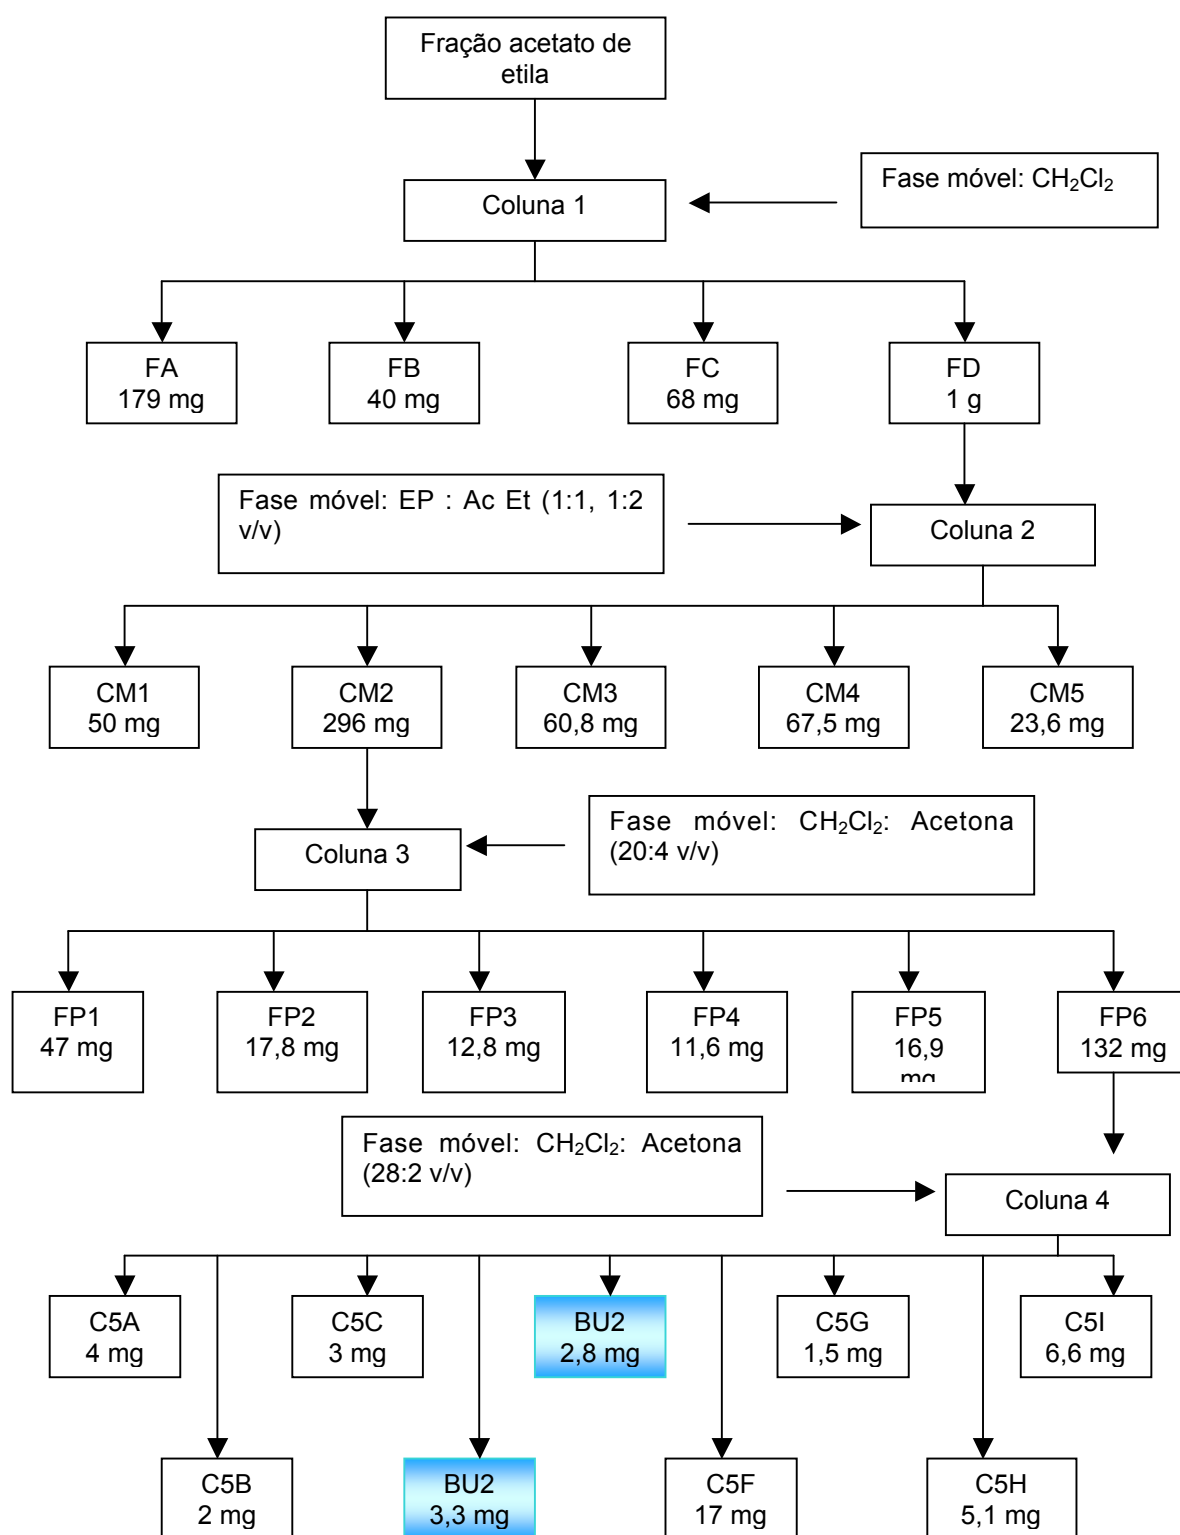 Fração acetato de
etila
Fase móvel: CH₂Cl₂
Coluna 1
FA
179 mg
FB
40 mg
FC
68 mg
FD
1 g
Fase móvel: EP : Ac Et (1:1, 1:2
v/v)
Coluna 2
CM1
50 mg
CM2
296 mg
CM3
60,8 mg
CM4
67,5 mg
CM5
23,6 mg
Fase móvel: CH₂Cl₂: Acetona
(20:4 v/v)
Coluna 3
FP1
47 mg
FP2
17,8 mg
FP3
12,8 mg
FP4
11,6 mg
FP5
16,9
mg
FP6
132 mg
Fase móvel: CH₂Cl₂: Acetona
(28:2 v/v)
Coluna 4
C5A
4 mg
C5C
3 mg
BU2
2,8 mg
C5G
1,5 mg
C5I
6,6 mg
C5B
2 mg
BU2
3,3 mg
C5F
17 mg
C5H
5,1 mg